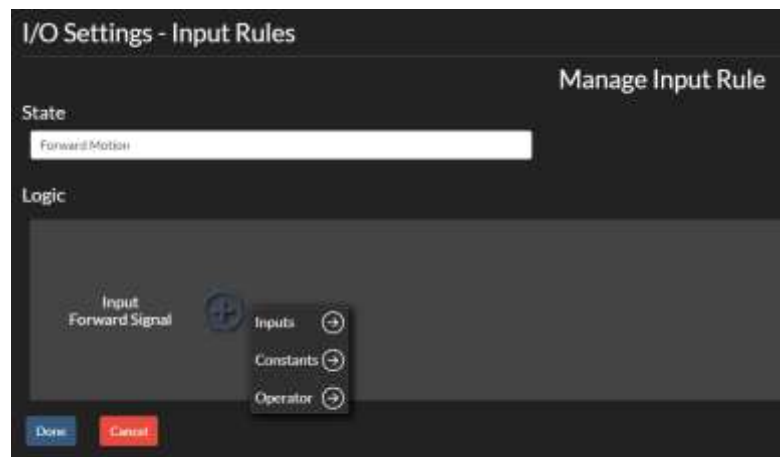 I/O Settings - Input Rules
Manage Input Rule
State
Forward Motion
Logic
Input
Forward Signal
Inputs
Constants
Operator
Done
Cancel